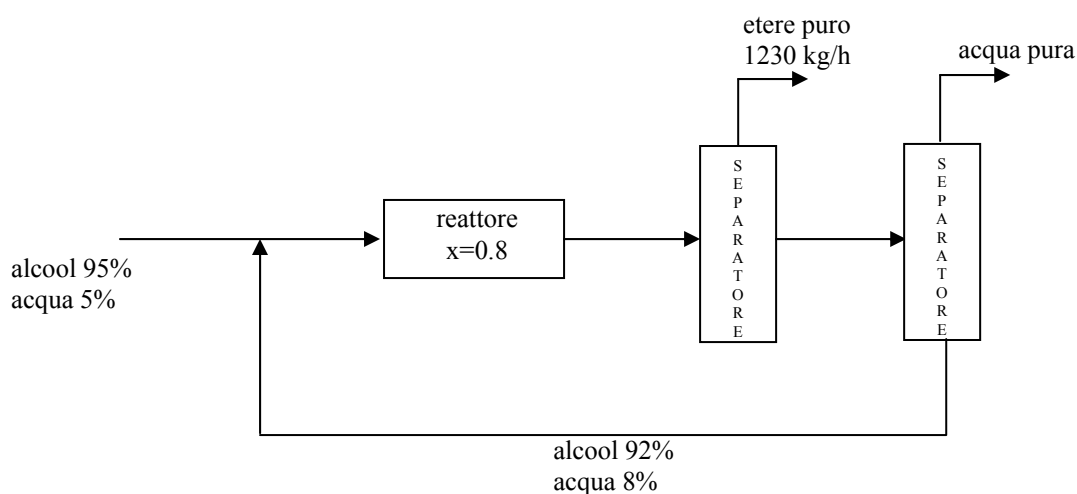 etere puro
1230 kg/h
acqua pura
SEPARATORE
SEPARATORE
reattore
x=0.8
alcool 95%
acqua 5%
alcool 92%
acqua 8%